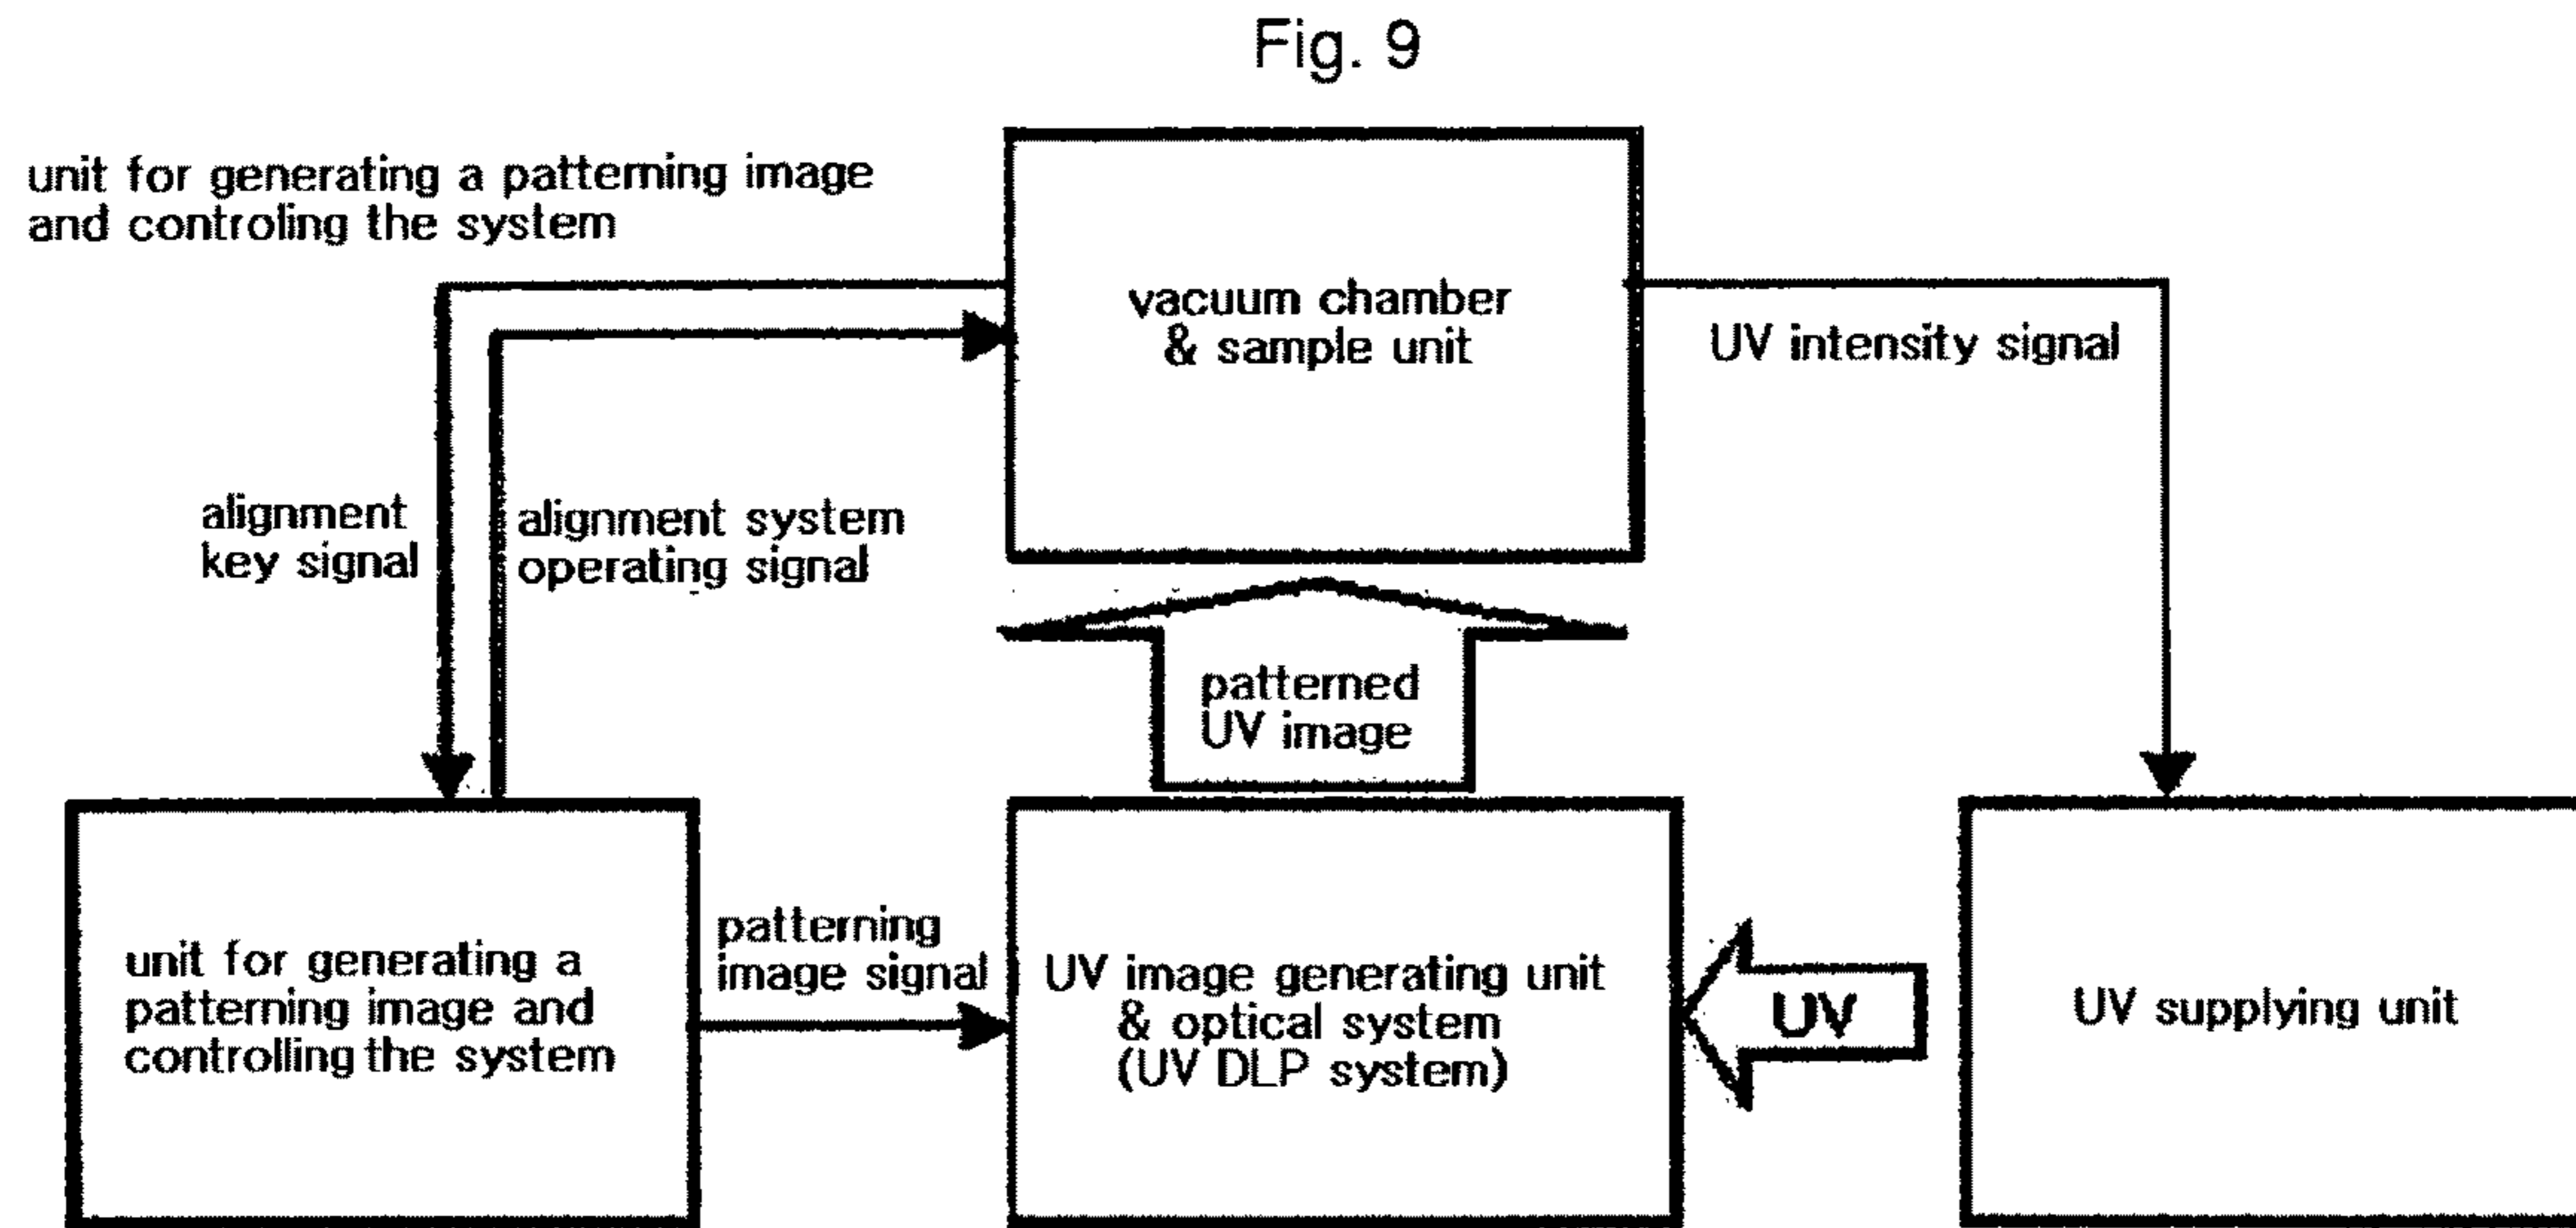 Fig. 9
unit for generating a patterning image
and controling the system
vacuum chamber
& sample unit
UV intensity signal
alignment
key signal
alignment system
operating signal
patterned
UV image
unit for generating a
patterning image and
controlling the system
patterning
image signal
UV image generating unit
& optical system
(UV DLP system)
UV
UV supplying unit